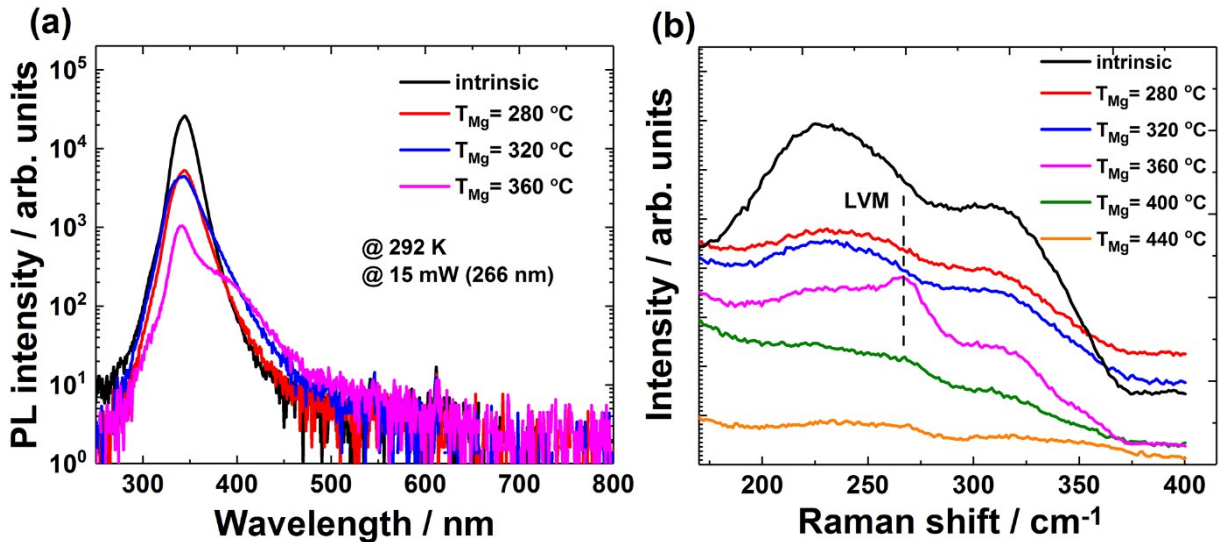 (a)
PL intensity / arb. units
10⁵
10⁴
10³
10²
10¹
10⁰
intrinsic
T_Mg= 280 °C
T_Mg= 320 °C
T_Mg= 360 °C
@ 292 K
@ 15 mW (266 nm)
300 400 500 600 700 800
Wavelength / nm
(b)
Intensity / arb. units
intrinsic
T_Mg= 280 °C
T_Mg= 320 °C
T_Mg= 360 °C
T_Mg= 400 °C
T_Mg= 440 °C
LVM
200 250 300 350 400
Raman shift / cm⁻¹